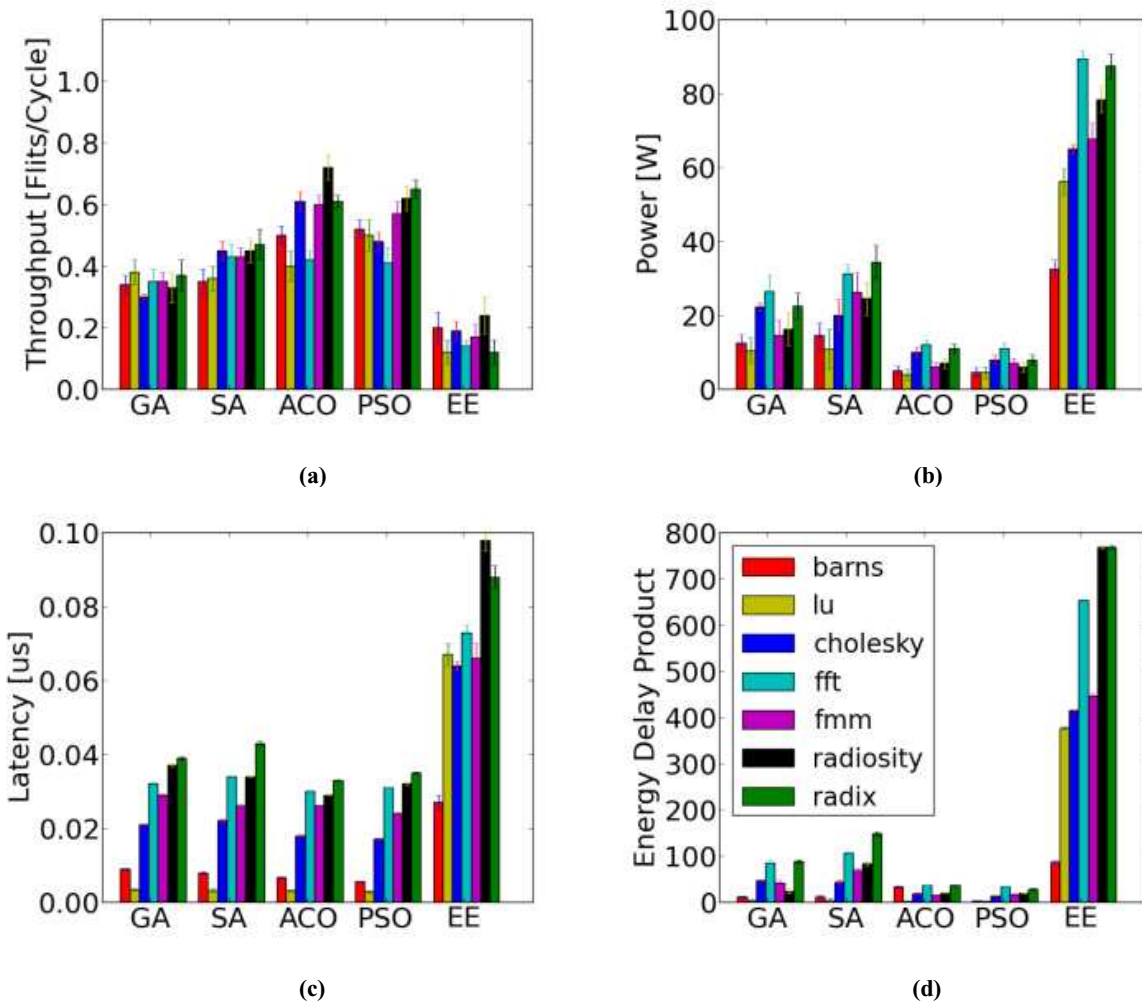 Throughput [Flits/Cycle]
1.0
0.8
0.6
0.4
0.2
0.0
GA SA ACO PSO EE
(a)
Power [W]
100
80
60
40
20
0
GA SA ACO PSO EE
(b)
Latency [us]
0.10
0.08
0.06
0.04
0.02
0.00
GA SA ACO PSO EE
(c)
Energy Delay Product
800
700
600
500
400
300
200
100
0
barns
lu
cholesky
fft
fmm
radiosity
radix
GA SA ACO PSO EE
(d)